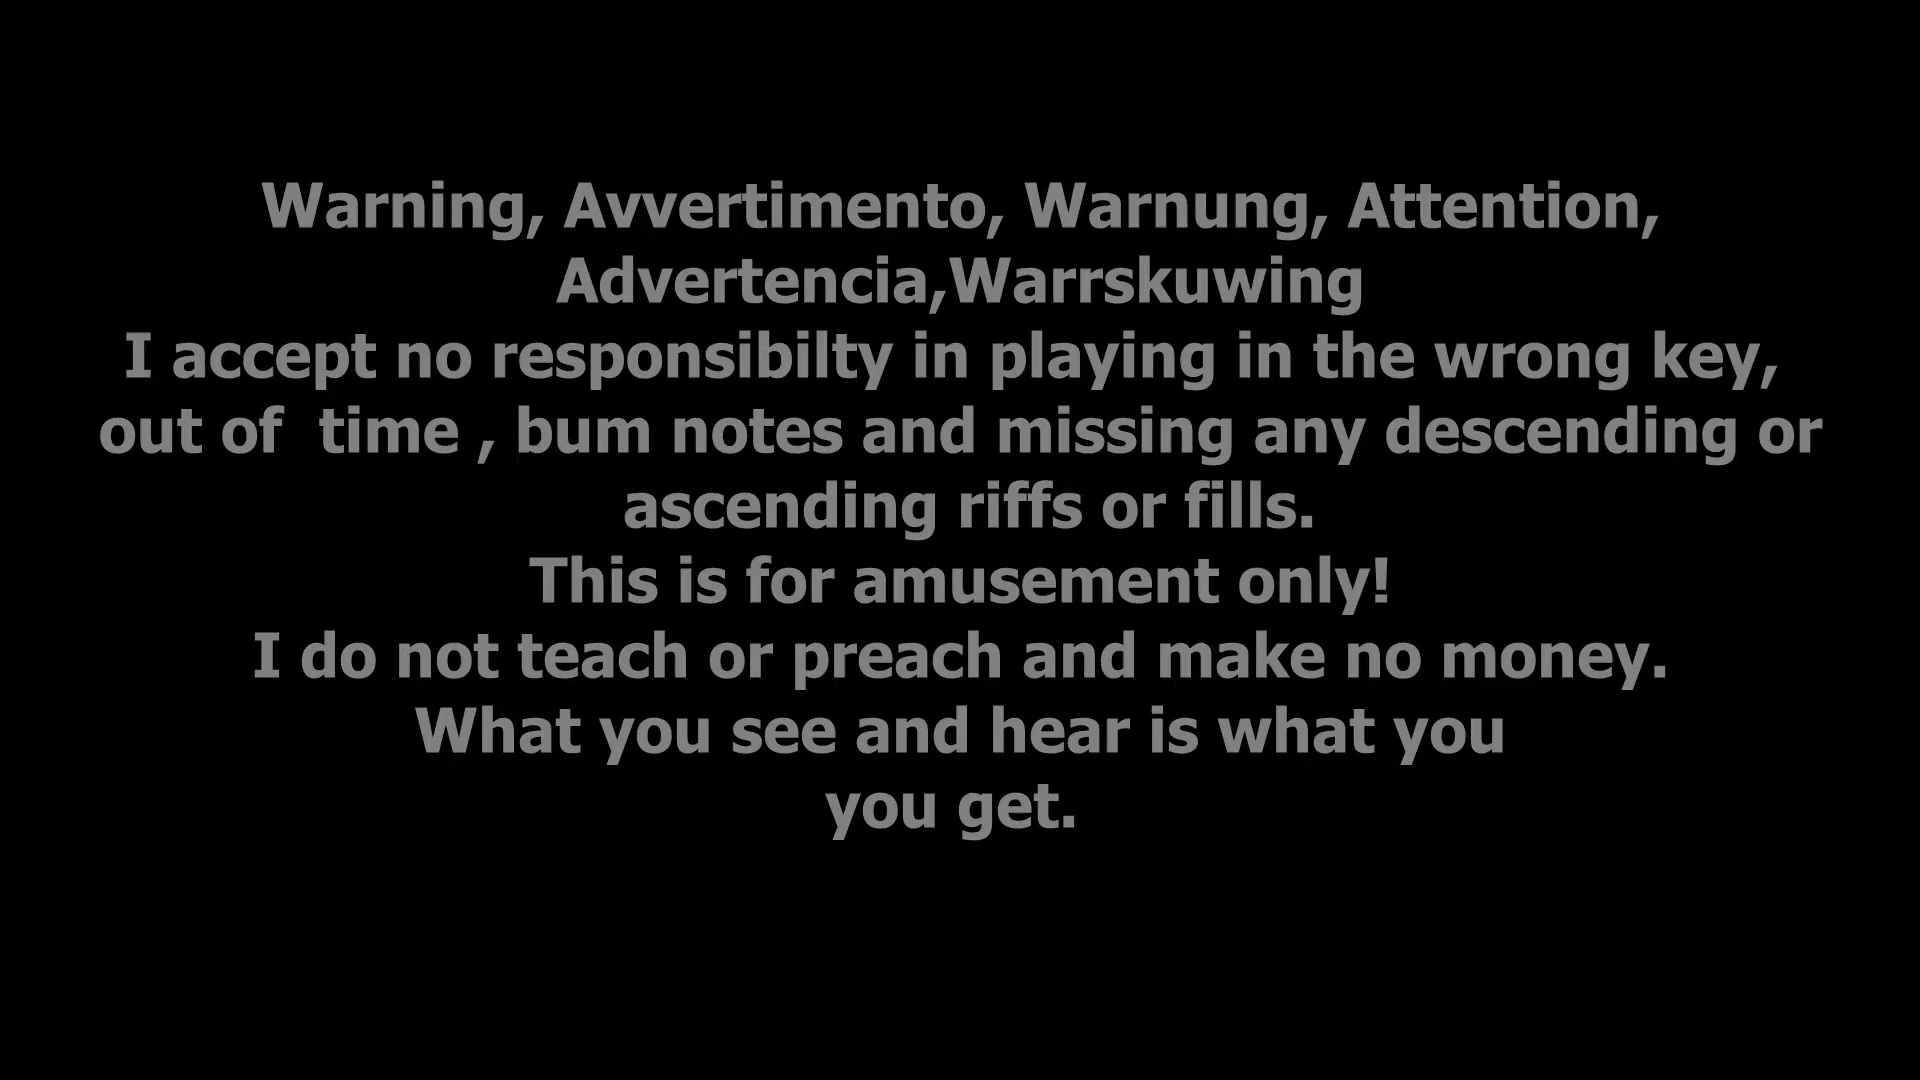 Warning, Avvertimento, Warnung, Attention,
Advertencia,Warrskuwing
I accept no responsibilty in playing in the wrong key,
out of  time , bum notes and missing any descending or
ascending riffs or fills.
This is for amusement only!
I do not teach or preach and make no money.
What you see and hear is what you
you get.